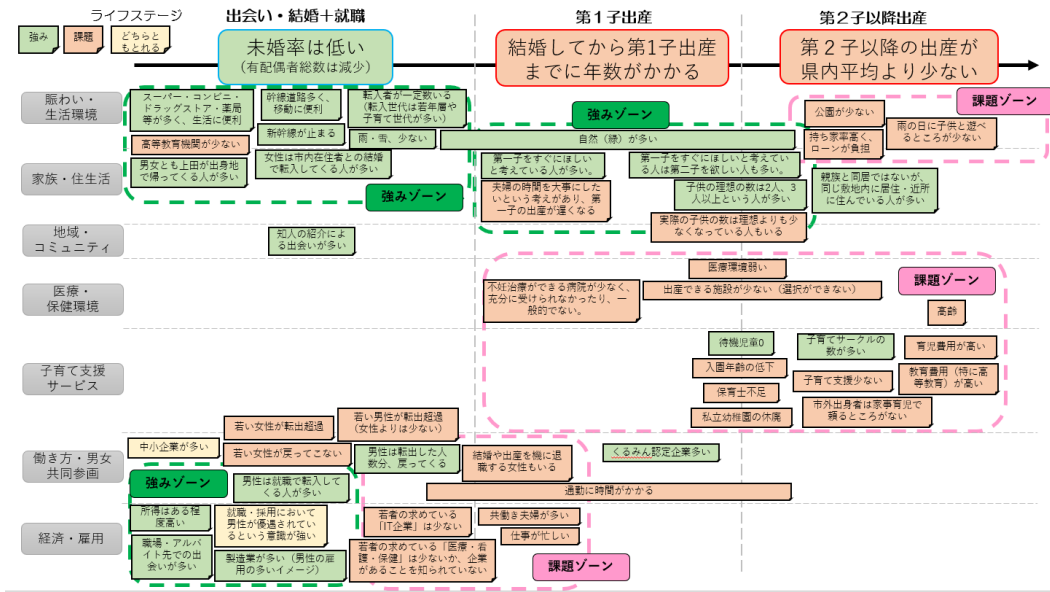 ライフステージ
強み
課題
どちらと
もとれる
出会い・結婚＋就職
第１子出産
第２子以降出産
未婚率は低い
(有配偶者総数は減少)
結婚してから第1子出産
までに年数がかかる
第２子以降の出産が
県内平均より少ない
賑わい・
生活環境
スーパー・コンビニ・
ドラッグストア・薬局
等が多く、生活に便利
幹線道路多く、
移動に便利
転入者が一定数いる
（転入世代は若年層や
子育て世代が多い）
高等教育機関が少ない
新幹線が止まる
雨・雪、少ない
強みゾーン
自然（緑）が多い
公園が少ない
課題ゾーン
持ち家率高く、
ローンが負担
雨の日に子供と遊べ
るところが少ない
家族・住生活
男女とも上田が出身地
で帰ってくる人が多い
女性は市内在住者との結婚
で転入してくる人が多い
強みゾーン
第一子をすぐにほしい
と考えている人が多い。
第一子をすぐにほしいと考えてい
る人は第二子を欲しい人も多い。
夫婦の時間を大事にした
いという考えがあり、第
一子の出産が遅くなる
子供の理想の数は2人、3
人以上という人が多い
親族と同居ではないが、
同じ敷地内に居住・近所
に住んでいる人が多い
実際の子供の数は理想よりも少
なくなっている人もいる
地域・
コミュニティ
知人の紹介によ
る出会いが多い
医療・
保健環境
医療環境弱い
不妊治療ができる病院が少なく、
充分に受けられなかったり、一
般的でない。
出産できる施設が少ない（選択ができない）
課題ゾーン
高齢
子育て支援
サービス
待機児童0
子育てサークルの
数が多い
育児費用が高い
入園年齢の低下
子育て支援少ない
教育費用（特に高
等教育）が高い
保育士不足
私立幼稚園の休廃
市外出身者は家事育児で
頼るところがない
働き方・男女
共同参画
中小企業が多い
若い女性が転出超過
若い男性が転出超過
（女性よりは少ない）
若い女性が戻ってこない
男性は転出した人
数分、戻ってくる
結婚や出産を機に退
職する女性もいる
くるみん認定企業多い
強みゾーン
男性は就職で転入して
くる人が多い
通勤に時間がかかる
経済・雇用
所得はある程
度高い
就職・採用において
男性が優遇されてい
るという意識が強い
若者の求めている
「IT企業」は少ない
共働き夫婦が多い
仕事が忙しい
職場・アルバ
イト先での出
会いが多い
製造業が多い（男性の雇
用の多いイメージ）
若者の求めている「医療・看
護・保健」は少ないか、企業
があることを知られていない
課題ゾーン